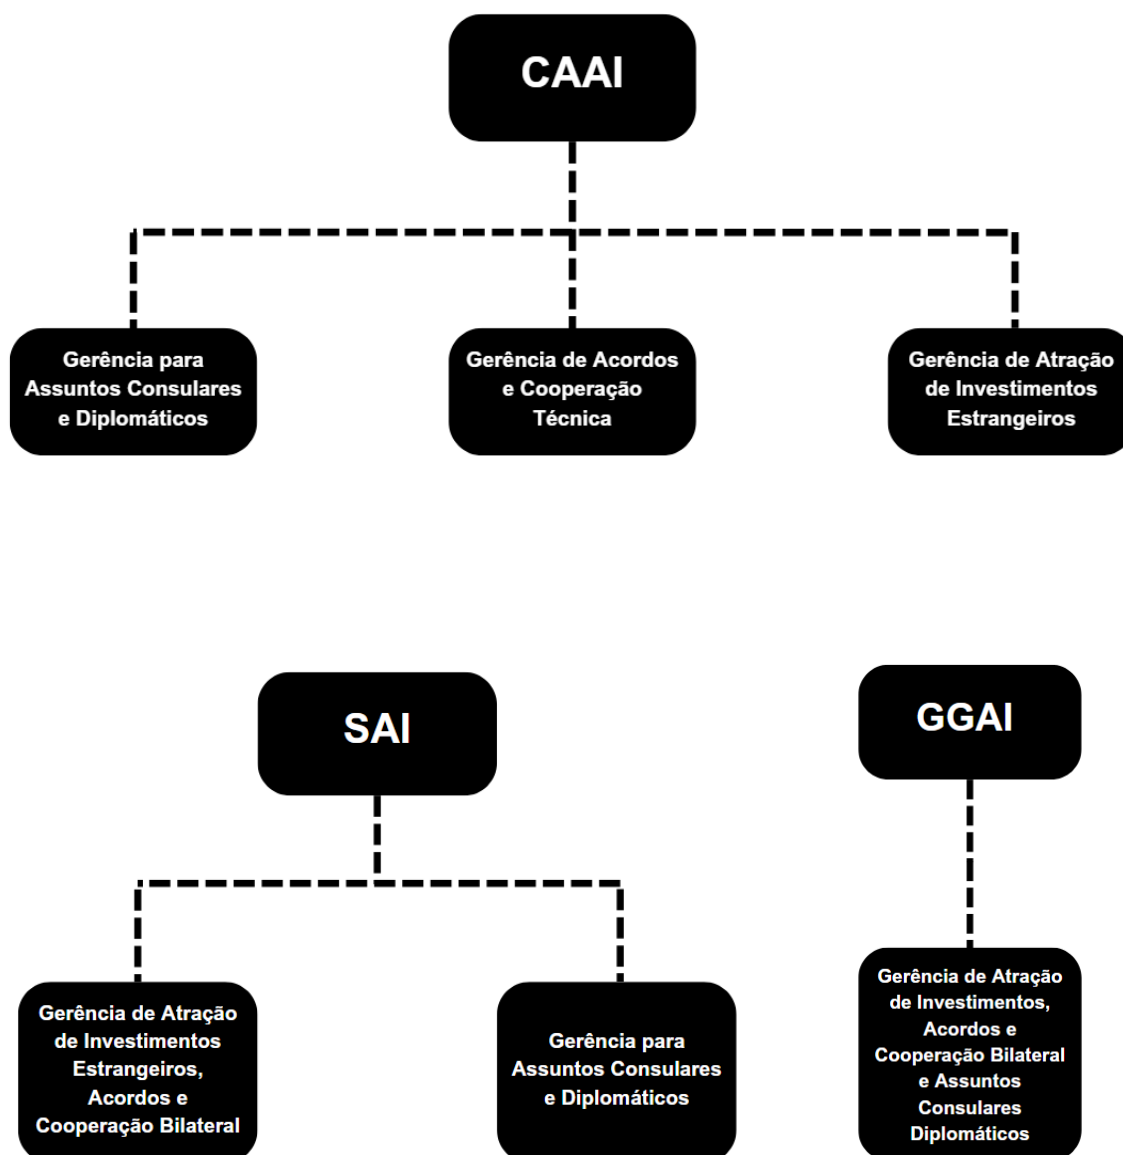 CAAI
Gerência para
Assuntos Consulares
e Diplomáticos
Gerência de Acordos
e Cooperação
Técnica
Gerência de Atração
de Investimentos
Estrangeiros
SAI
GGAI
Gerência de Atração
de Investimentos
Estrangeiros,
Acordos e
Cooperação Bilateral
Gerência para
Assuntos Consulares
e Diplomáticos
Gerência de Atração
de Investimentos,
Acordos e
Cooperação Bilateral
e Assuntos
Consulares
Diplomáticos